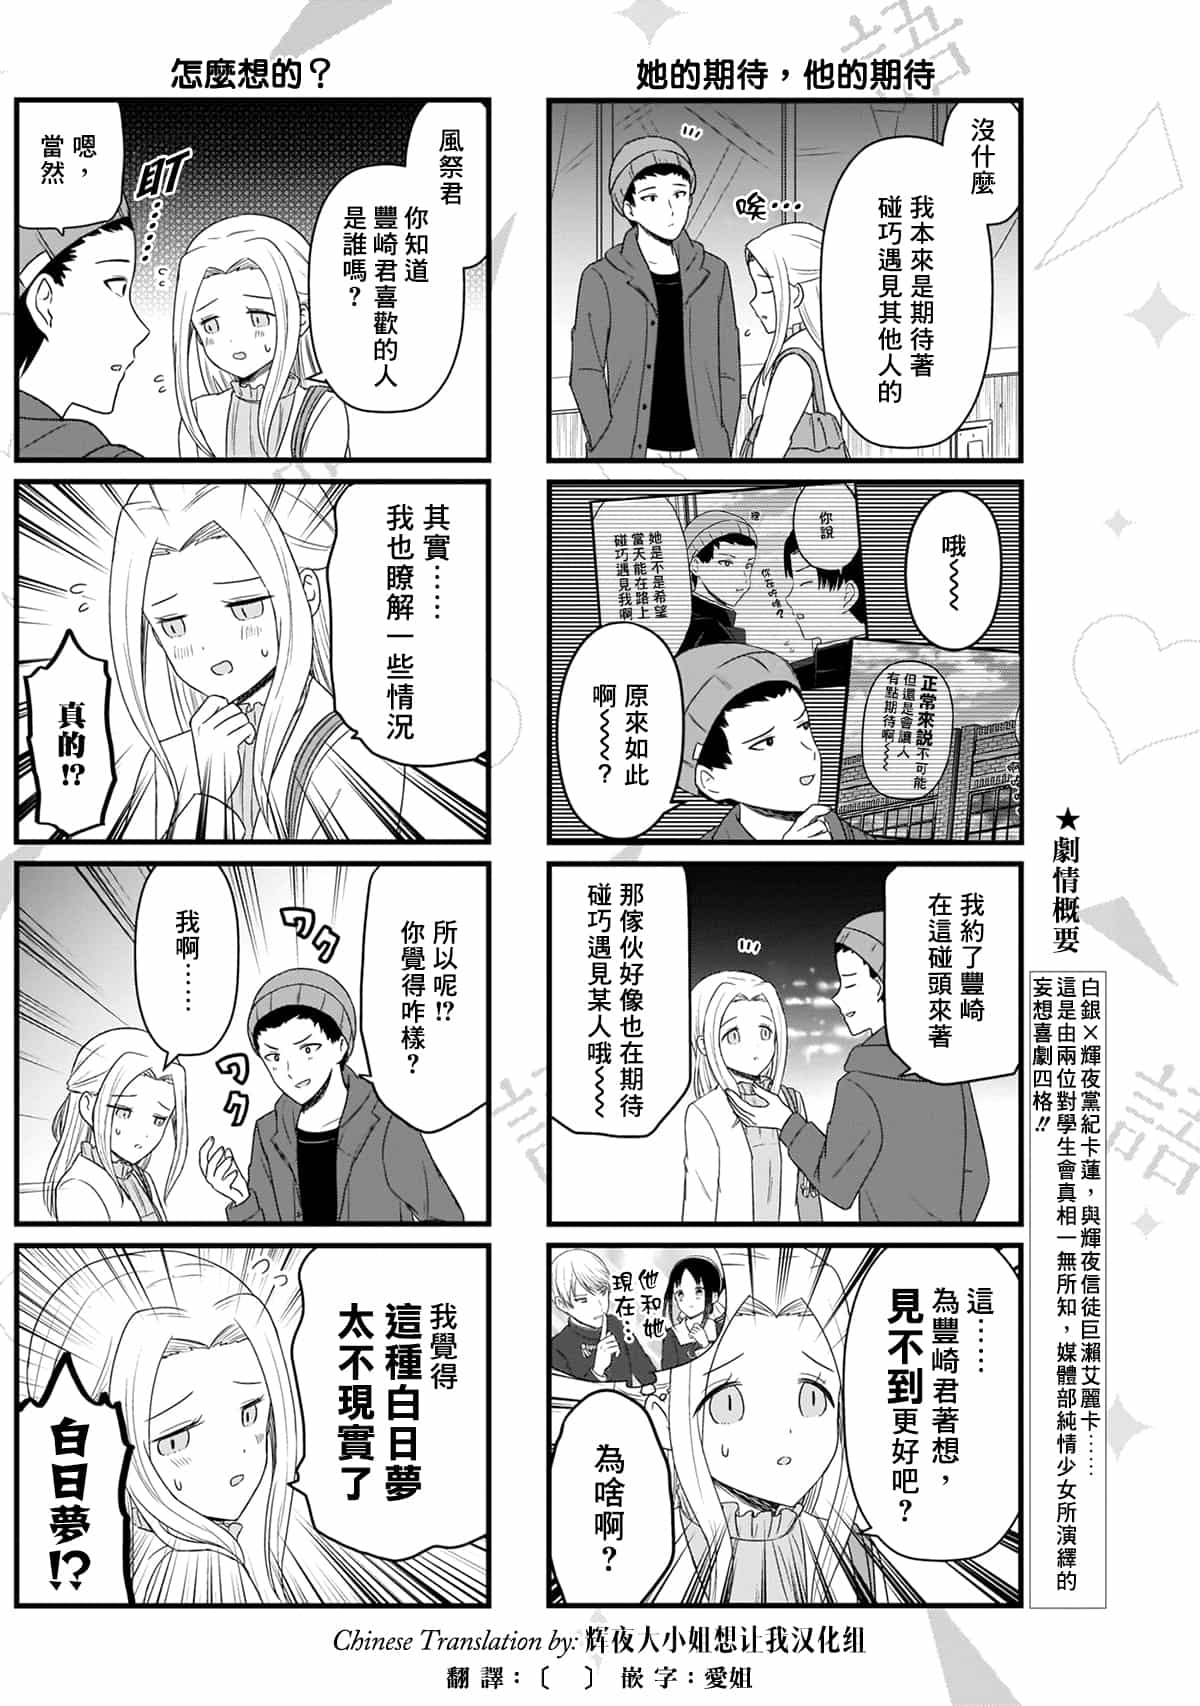 她的期待，他的期待
沒什麼
我本來是期待著
碰巧遇見其他人的
唉…
哦~~~
你說
嘿
你在哈啥？
她是不是希望
當天能在路上
碰巧遇見我啊
正常來説不可能
但還是會讓人
有點期待啊~~
原來如此
啊~~~？
我約了豐崎
在這碰頭來著
那傢伙好像也在期待
碰巧遇見某人哦~~~
這……
為豐崎君著想，
見不到更好吧？
他和她
現在…
為啥啊？
怎麼想的？
風祭君
你知道
豐崎君喜歡的人
是誰嗎？
盯……
嗯，
當然
其實……
我也瞭解一些情況
真的!?
所以呢!?
你覺得咋樣？
ワク
ワク
我啊……
我覺得
這種白日夢
太不現實了
白日夢!?
★劇情概要
白銀×輝夜黨紀卡蓮，與輝夜信徒巨瀨艾麗卡……
這是由兩位對學生會真相一無所知，媒體部純情少女所演繹的
妄想喜劇四格!!
Chinese Translation by: 辉夜大小姐想让我汉化组
翻譯：〔　〕 嵌字：愛姐